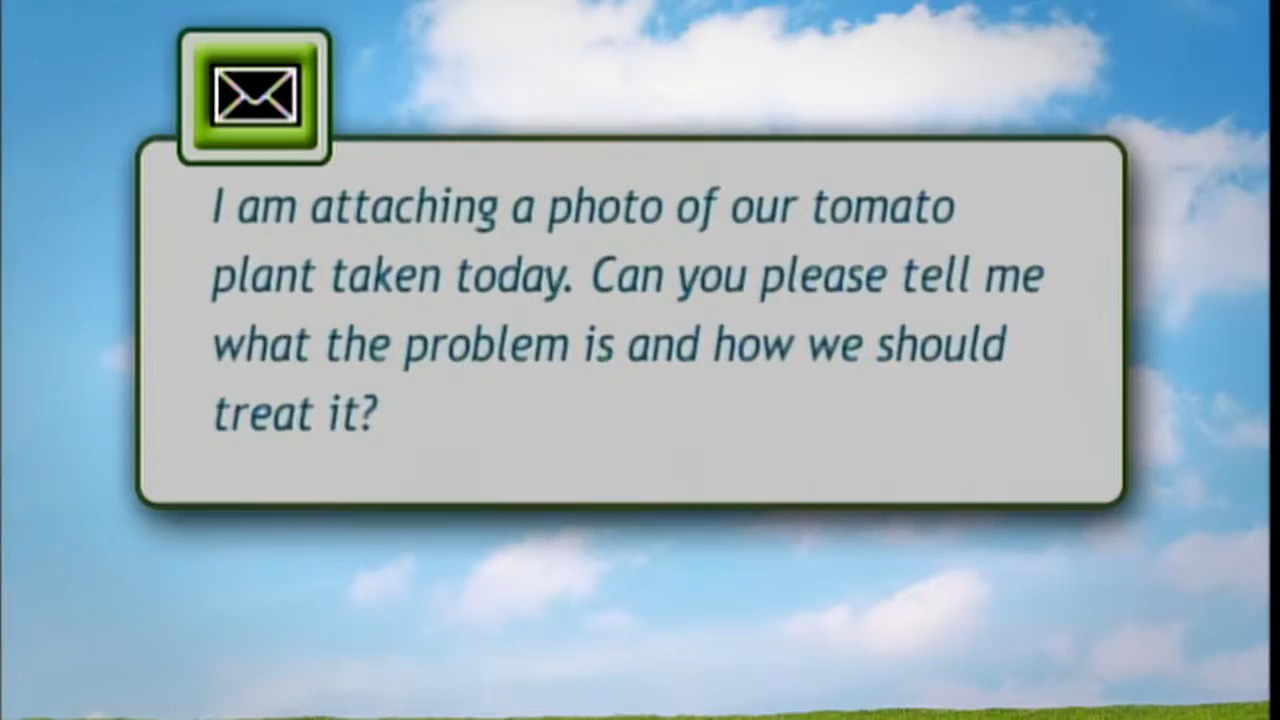 I am attaching a photo of our tomato
plant taken today. Can you please tell me
what the problem is and how we should
treat it?